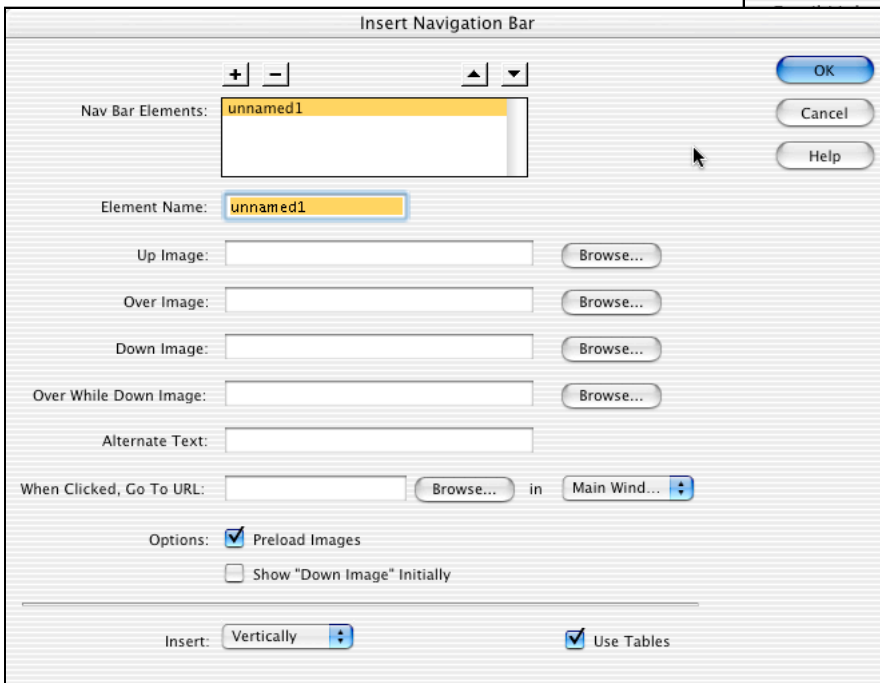 Insert Navigation Bar
+ -
OK
Nav Bar Elements: unnamed1
Cancel
Help
Element Name: unnamed1
Up Image: Browse...
Over Image: Browse...
Down Image: Browse...
Over While Down Image: Browse...
Alternate Text:
When Clicked, Go To URL: Browse... in Main Wind...
Options: Preload Images
Show "Down Image" Initially
Insert: Vertically Use Tables